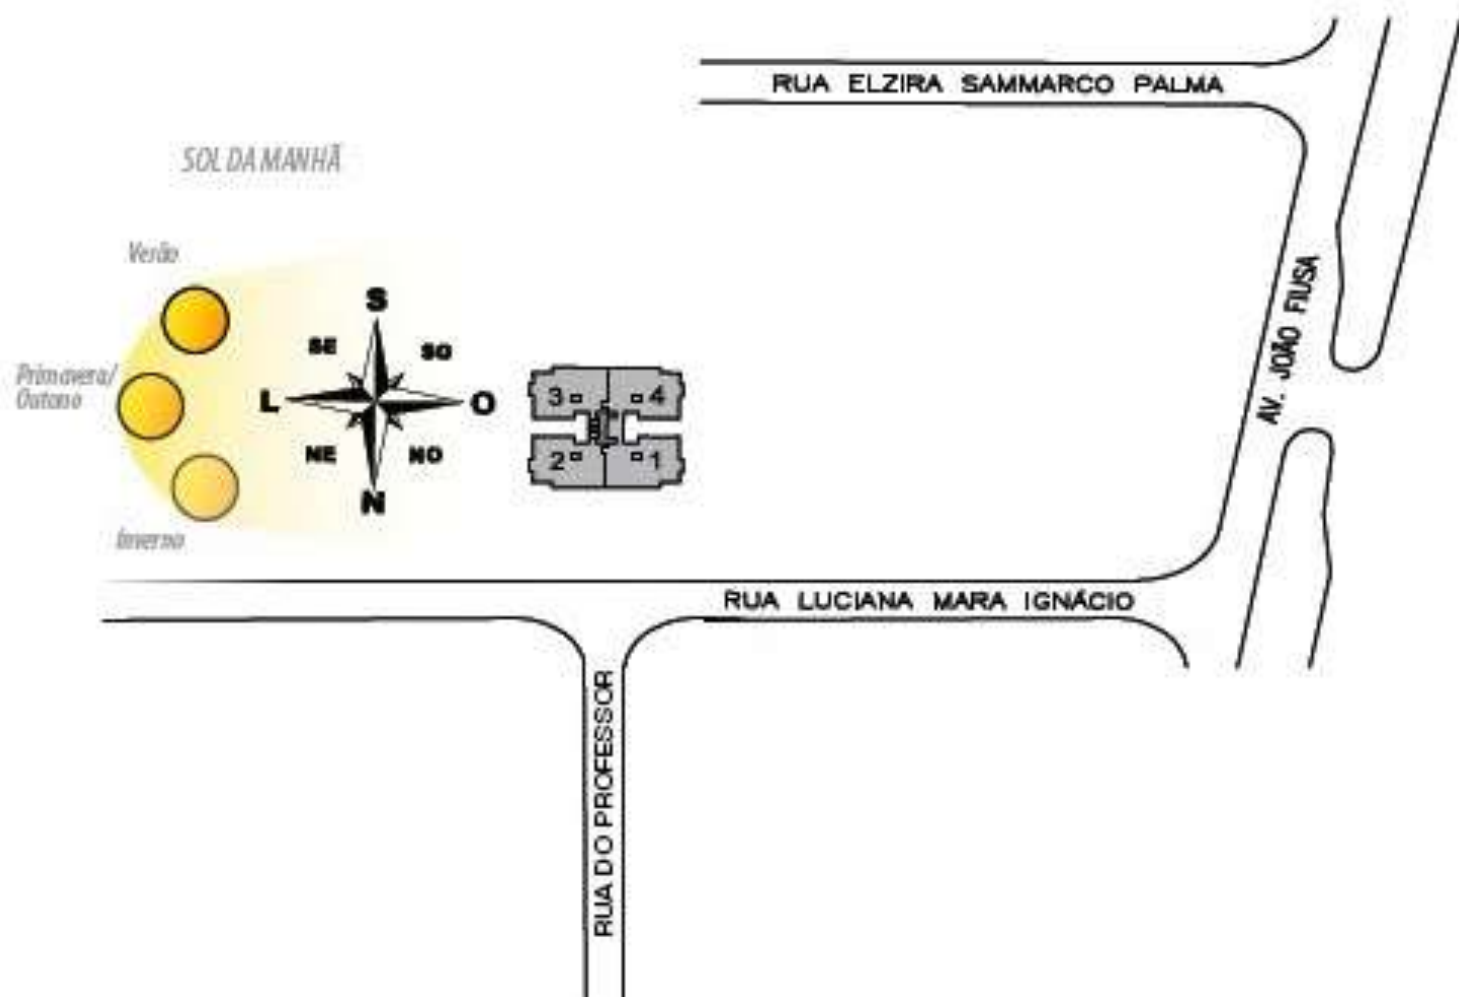 RUA ELZIRA SAMMARCO PALMA
SOL DA MANHÃ
Verão
S
SE
SO
AV. JOÃO FIUSA
Primavera/
Outono
L
O
3
4
NE
NO
2
1
N
Inverno
RUA LUCIANA MARA IGNÁCIO
RUA DO PROFESSOR